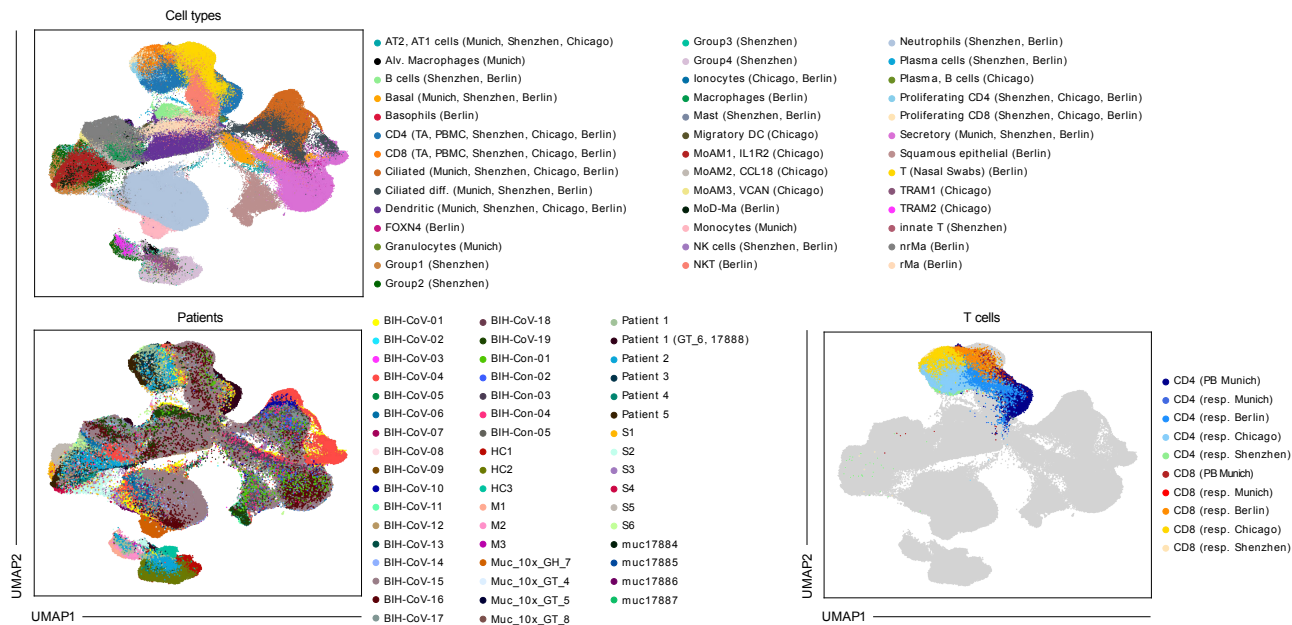 Cell types
AT2, AT1 cells (Munich, Shenzhen, Chicago)
Alv. Macrophages (Munich)
B cells (Shenzhen, Berlin)
Basal (Munich, Shenzhen, Berlin)
Basophils (Berlin)
CD4 (TA, PBMC, Shenzhen, Chicago, Berlin)
CD8 (TA, PBMC, Shenzhen, Chicago, Berlin)
Ciliated (Munich, Shenzhen, Chicago, Berlin)
Ciliated diff. (Munich, Shenzhen, Berlin)
Dendritic (Munich, Shenzhen, Chicago, Berlin)
FOXN4 (Berlin)
Granulocytes (Munich)
Group1 (Shenzhen)
Group2 (Shenzhen)
Group3 (Shenzhen)
Group4 (Shenzhen)
Ionocytes (Chicago, Berlin)
Macrophages (Berlin)
Mast (Shenzhen, Berlin)
Migratory DC (Chicago)
MoAM1, IL1R2 (Chicago)
MoAM2, CCL18 (Chicago)
MoAM3, VCAN (Chicago)
MoD-Ma (Berlin)
Monocytes (Munich)
NK cells (Shenzhen, Berlin)
NKT (Berlin)
Neutrophils (Shenzhen, Berlin)
Plasma cells (Shenzhen, Berlin)
Plasma, B cells (Chicago)
Proliferating CD4 (Shenzhen, Chicago, Berlin)
Proliferating CD8 (Shenzhen, Chicago, Berlin)
Secretory (Munich, Shenzhen, Berlin)
Squamous epithelial (Berlin)
T (Nasal Swabs) (Berlin)
TRAM1 (Chicago)
TRAM2 (Chicago)
innate T (Shenzhen)
nrMa (Berlin)
rMa (Berlin)
Patients
BIH-CoV-01
BIH-CoV-02
BIH-CoV-03
BIH-CoV-04
BIH-CoV-05
BIH-CoV-06
BIH-CoV-07
BIH-CoV-08
BIH-CoV-09
BIH-CoV-10
BIH-CoV-11
BIH-CoV-12
BIH-CoV-13
BIH-CoV-14
BIH-CoV-15
BIH-CoV-16
BIH-CoV-17
BIH-CoV-18
BIH-CoV-19
BIH-Con-01
BIH-Con-02
BIH-Con-03
BIH-Con-04
BIH-Con-05
HC1
HC2
HC3
M1
M2
M3
Muc_10x_GH_7
Muc_10x_GT_4
Muc_10x_GT_5
Muc_10x_GT_8
Patient 1
Patient 1 (GT_6, 17888)
Patient 2
Patient 3
Patient 4
Patient 5
S1
S2
S3
S4
S5
S6
muc17884
muc17885
muc17886
muc17887
UMAP2
UMAP1
T cells
CD4 (PB Munich)
CD4 (resp. Munich)
CD4 (resp. Berlin)
CD4 (resp. Chicago)
CD4 (resp. Shenzhen)
CD8 (PB Munich)
CD8 (resp. Munich)
CD8 (resp. Berlin)
CD8 (resp. Chicago)
CD8 (resp. Shenzhen)
UMAP2
UMAP1